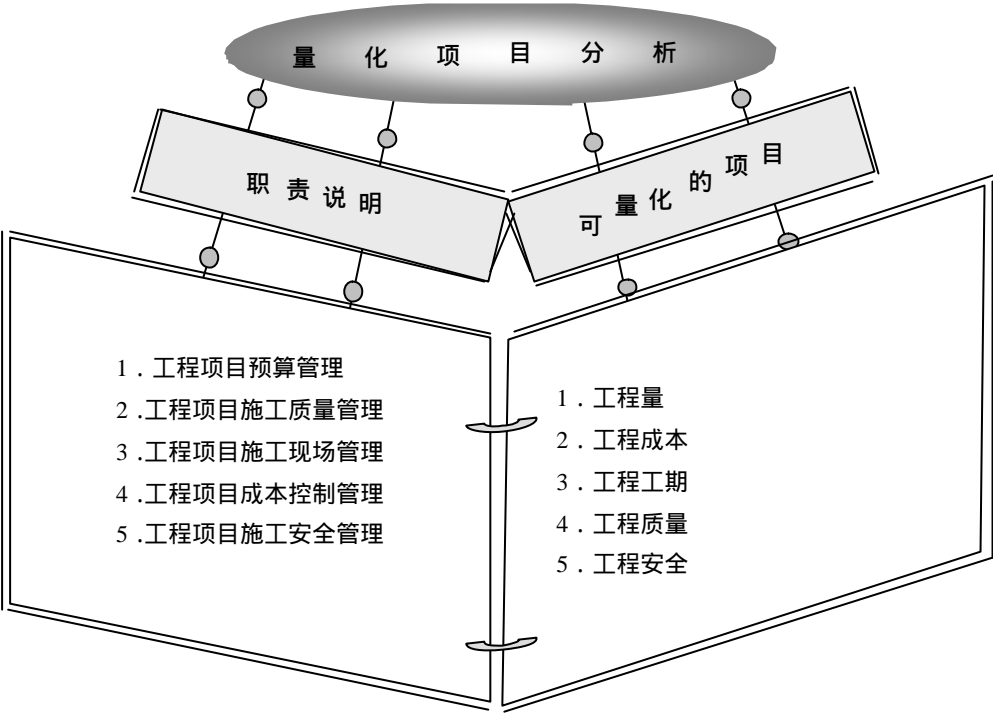 量化项目分析
职责说明
可量化的项目
1．工程项目预算管理
2．工程项目施工质量管理
3．工程项目施工现场管理
4．工程项目成本控制管理
5．工程项目施工安全管理
1．工程量
2．工程成本
3．工程工期
4．工程质量
5．工程安全